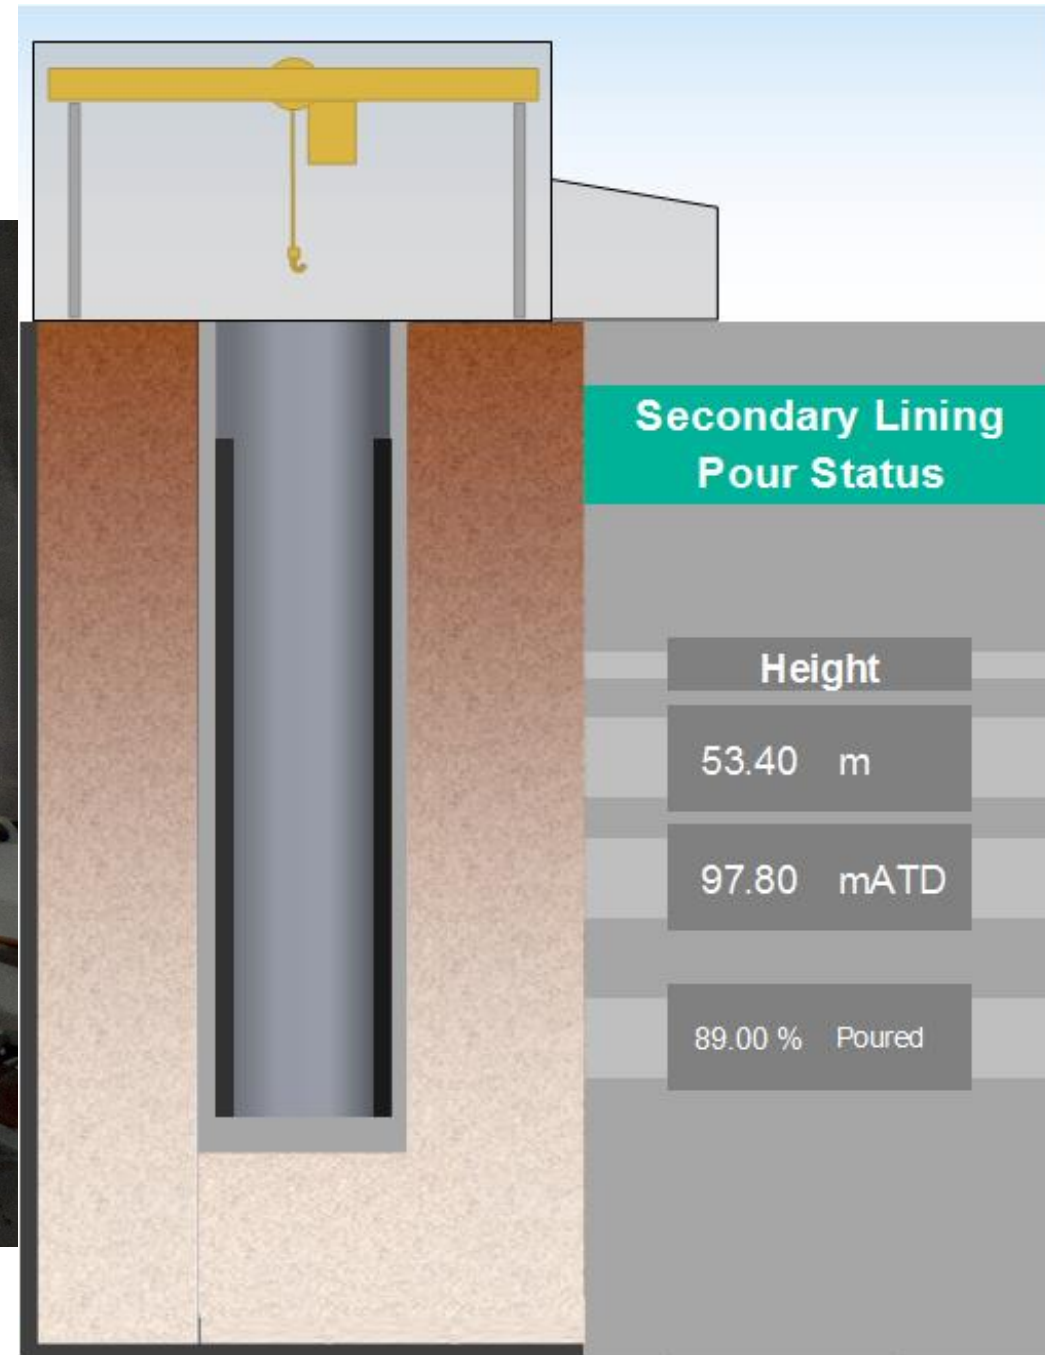 Secondary Lining
Pour Status
Height
53.40 m
97.80 mATD
89.00 % Poured